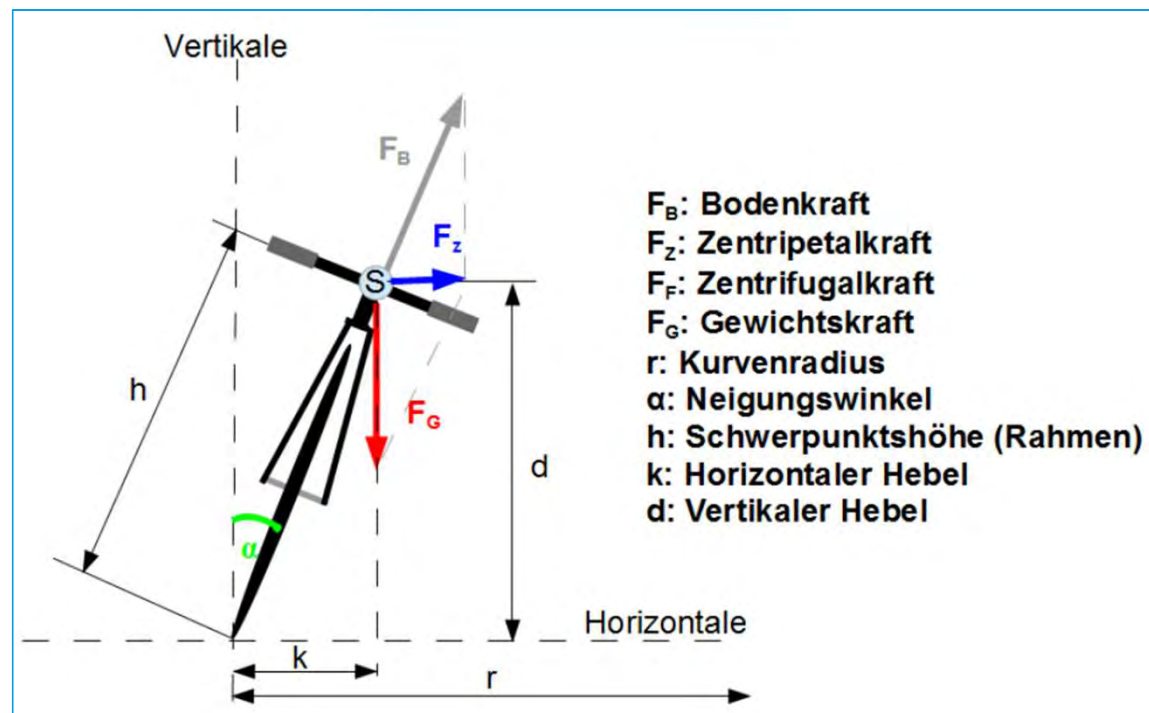 Vertikale
F_B
F_z
S
h
F_G
d
α
Horizontale
k
r
F_B: Bodenkraft
F_Z: Zentripetalkraft
F_F: Zentrifugalkraft
F_G: Gewichtskraft
r: Kurvenradius
α: Neigungswinkel
h: Schwerpunktshöhe (Rahmen)
k: Horizontaler Hebel
d: Vertikaler Hebel